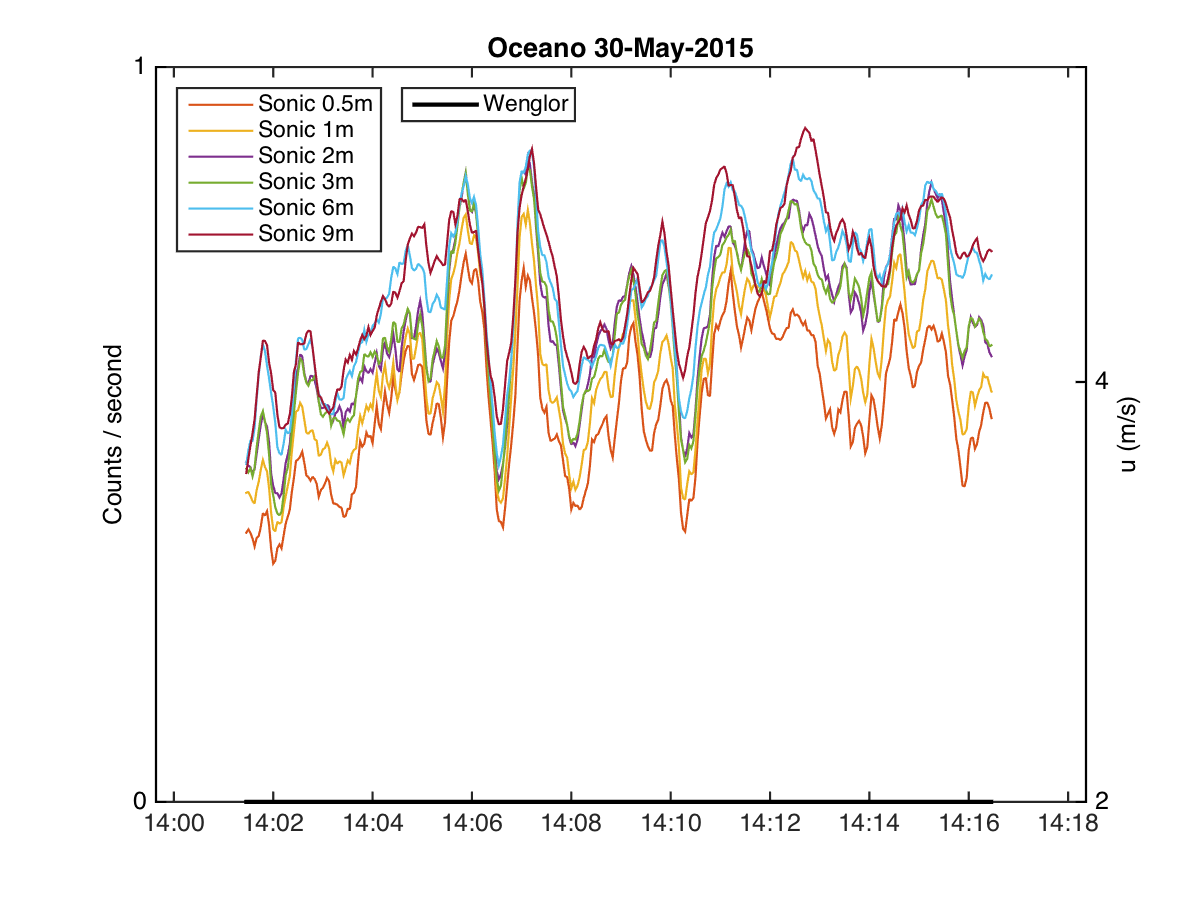 Oceano 30-May-2015
1
Sonic 0.5m
Sonic 1m
Sonic 2m
Sonic 3m
Sonic 6m
Sonic 9m
Wenglor
Counts / second
4
u (m/s)
0
2
14:00 14:02 14:04 14:06 14:08 14:10 14:12 14:14 14:16 14:18